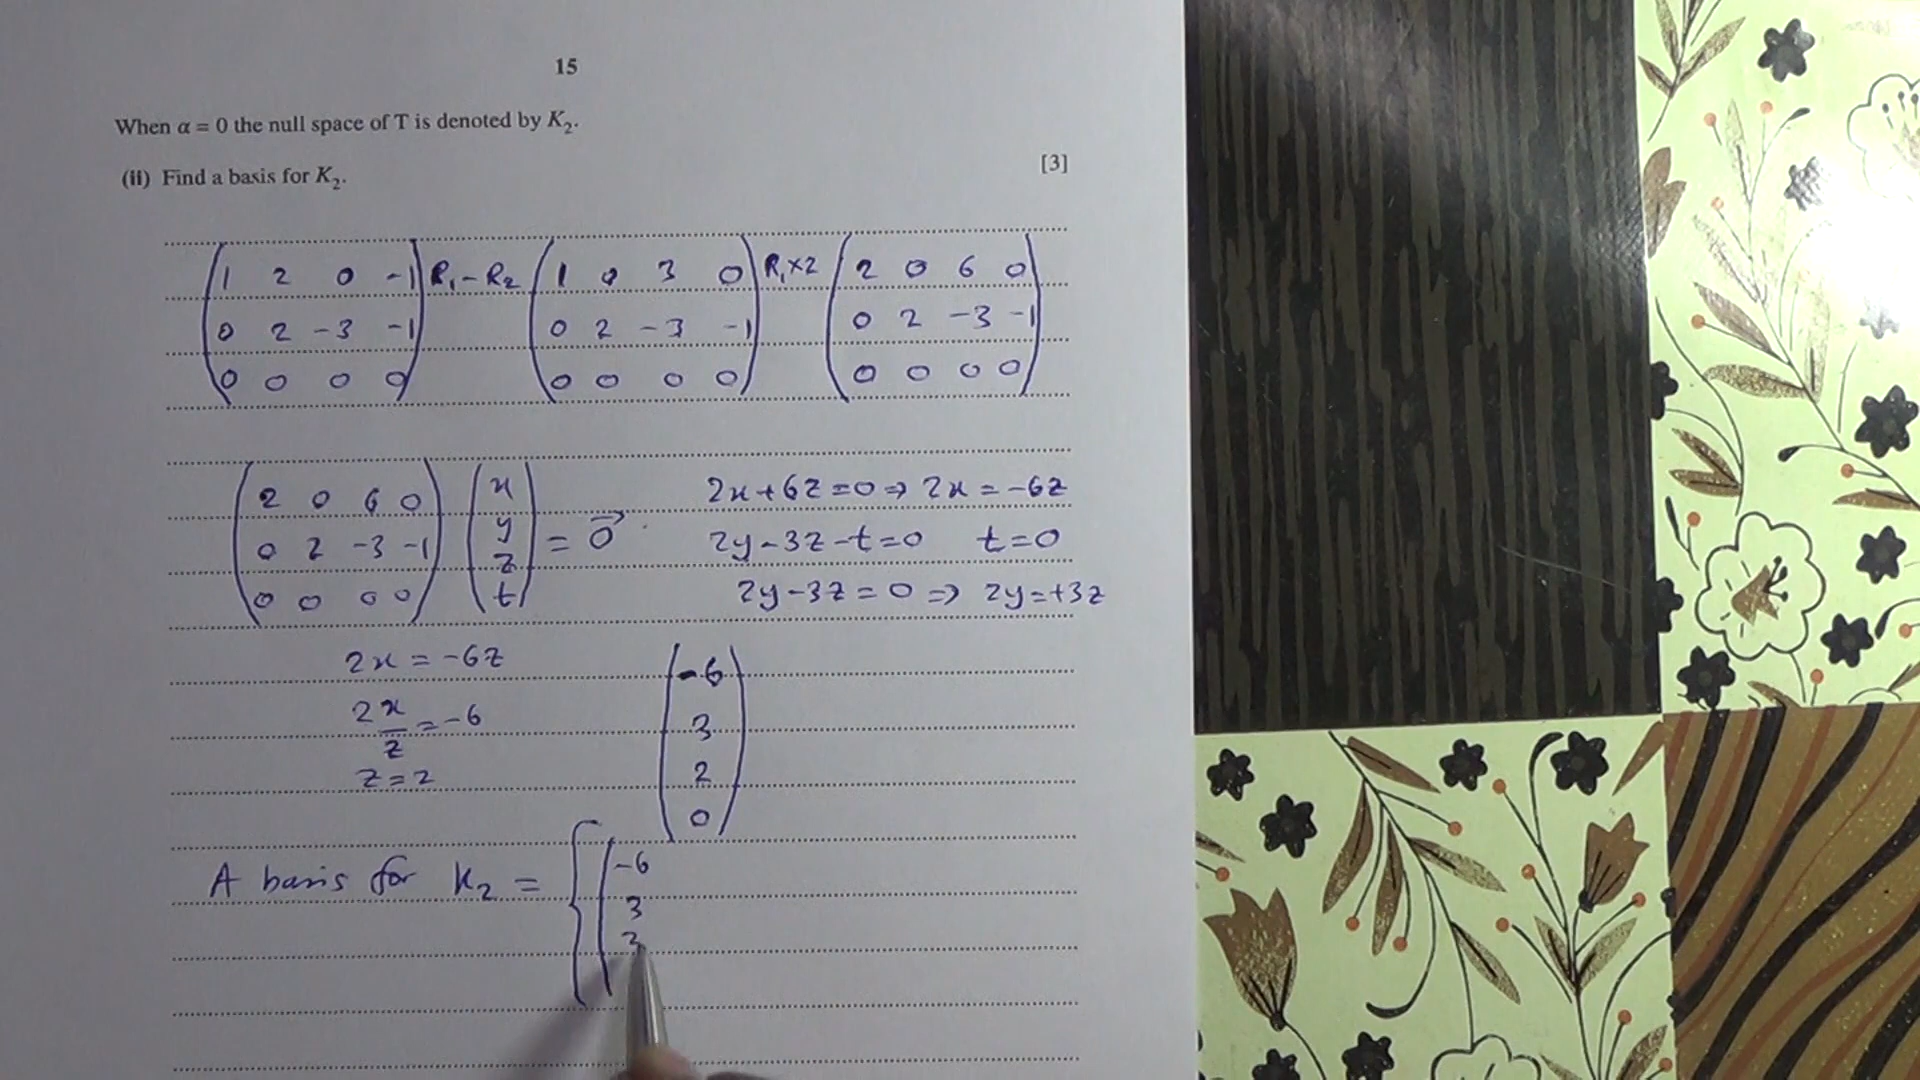 15
When α = 0 the null space of T is denoted by K₂.
(ii) Find a basis for K₂.
[3]
1 2 0 -1 R₁ - R₂ 1 0 3 0 R₁×2 2 0 6 0
0 2 -3 -1 0 2 -3 -1 0 2 -3 -1
0 0 0 0 0 0 0 0 0 0 0 0
2 0 6 0 x 2x+6z=0 ⇒ 2x = -6z
0 2 -3 -1 y = 0⃗ 2y-3z-t=0 t=0
0 0 0 0 z 2y-3z=0 ⇒ 2y=+3z
t
2x = -6z
2x/z = -6
z=2
-6
3
2
0
A basis for K₂ = {
-6
3
2